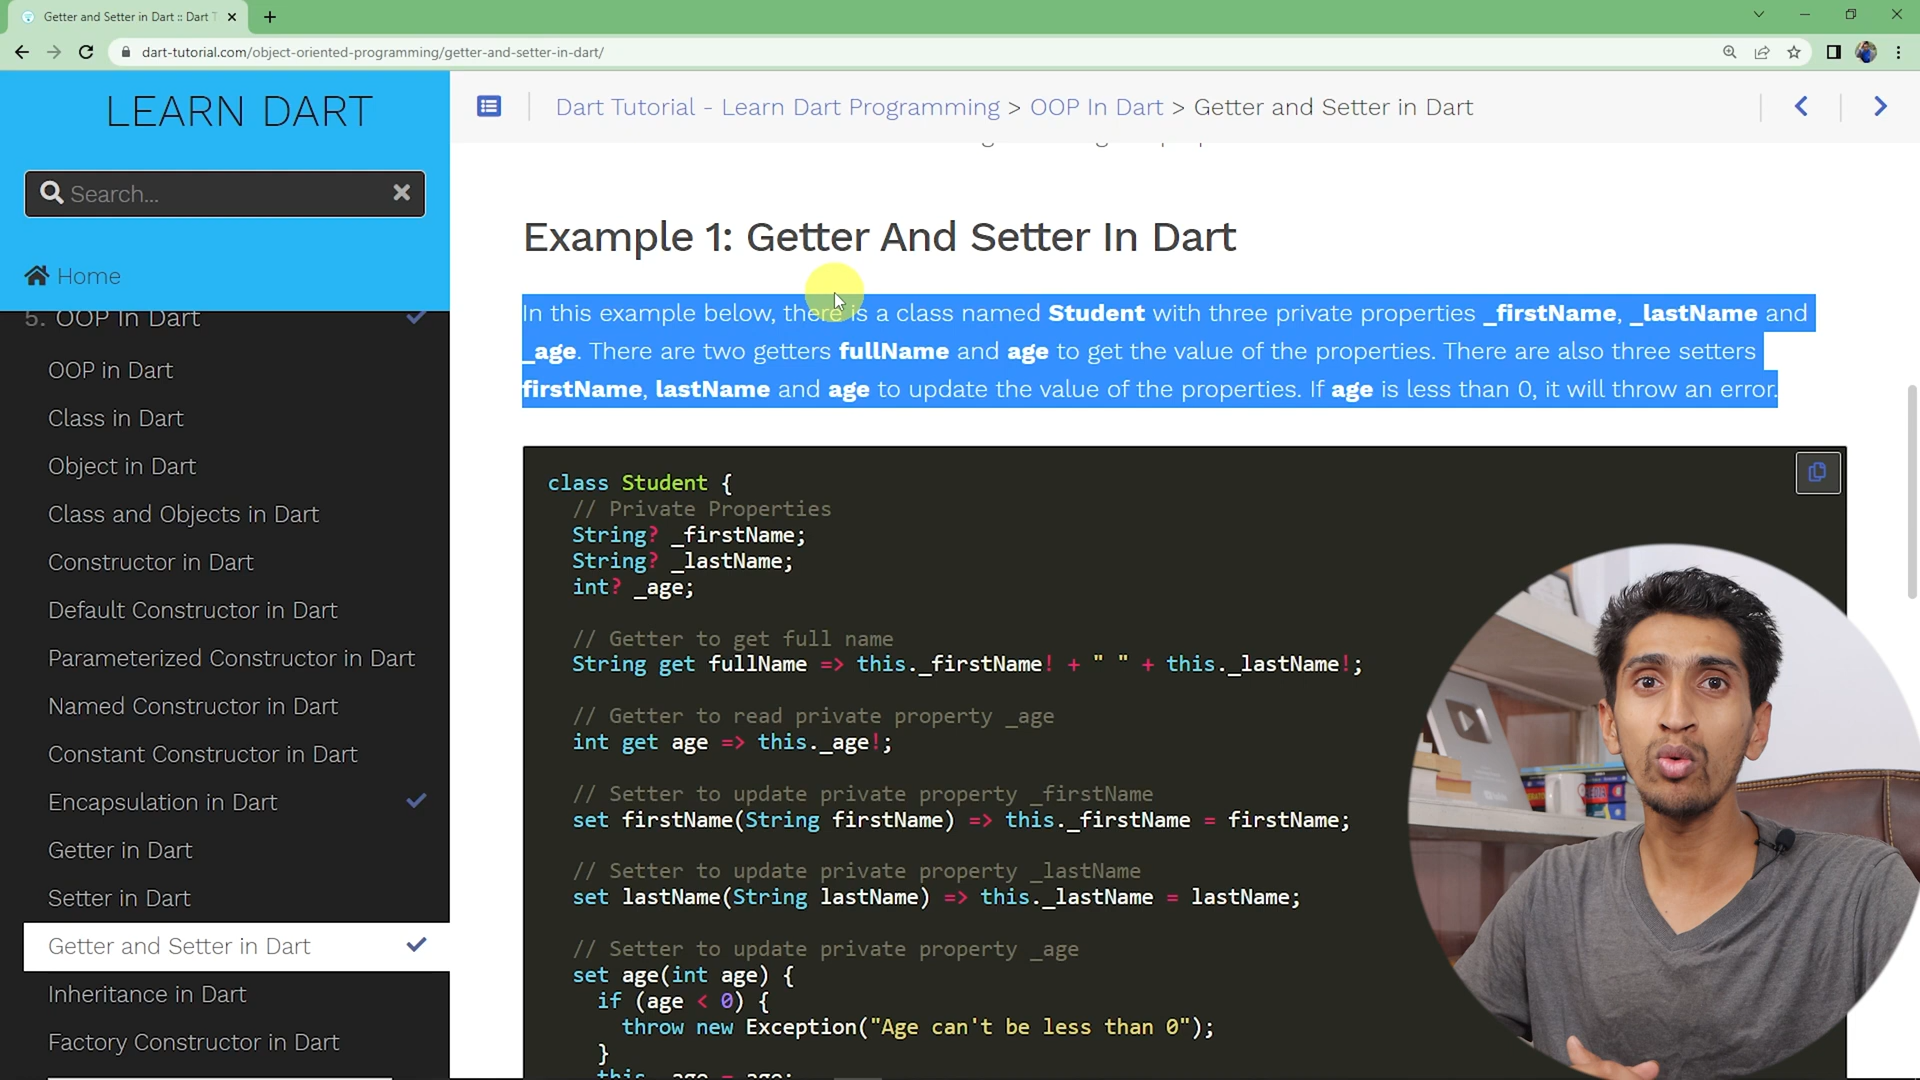 Getter and Setter in Dart :: Dart T
dart-tutorial.com/object-oriented-programming/getter-and-setter-in-dart/
LEARN DART
Search...
Home
5. OOP In Dart
OOP in Dart
Class in Dart
Object in Dart
Class and Objects in Dart
Constructor in Dart
Default Constructor in Dart
Parameterized Constructor in Dart
Named Constructor in Dart
Constant Constructor in Dart
Encapsulation in Dart
Getter in Dart
Setter in Dart
Getter and Setter in Dart
Inheritance in Dart
Factory Constructor in Dart
Dart Tutorial - Learn Dart Programming > OOP In Dart > Getter and Setter in Dart
Example 1: Getter And Setter In Dart
In this example below, there is a class named Student with three private properties _firstName, _lastName and
_age. There are two getters fullName and age to get the value of the properties. There are also three setters
firstName, lastName and age to update the value of the properties. If age is less than 0, it will throw an error.
class Student {
// Private Properties
String? _firstName;
String? _lastName;
int? _age;
// Getter to get full name
String get fullName => this._firstName! + " " + this._lastName!;
// Getter to read private property _age
int get age => this._age!;
// Setter to update private property _firstName
set firstName(String firstName) => this._firstName = firstName;
// Setter to update private property _lastName
set lastName(String lastName) => this._lastName = lastName;
// Setter to update private property _age
set age(int age) {
if (age < 0) {
throw new Exception("Age can't be less than 0");
}
this._age = age;